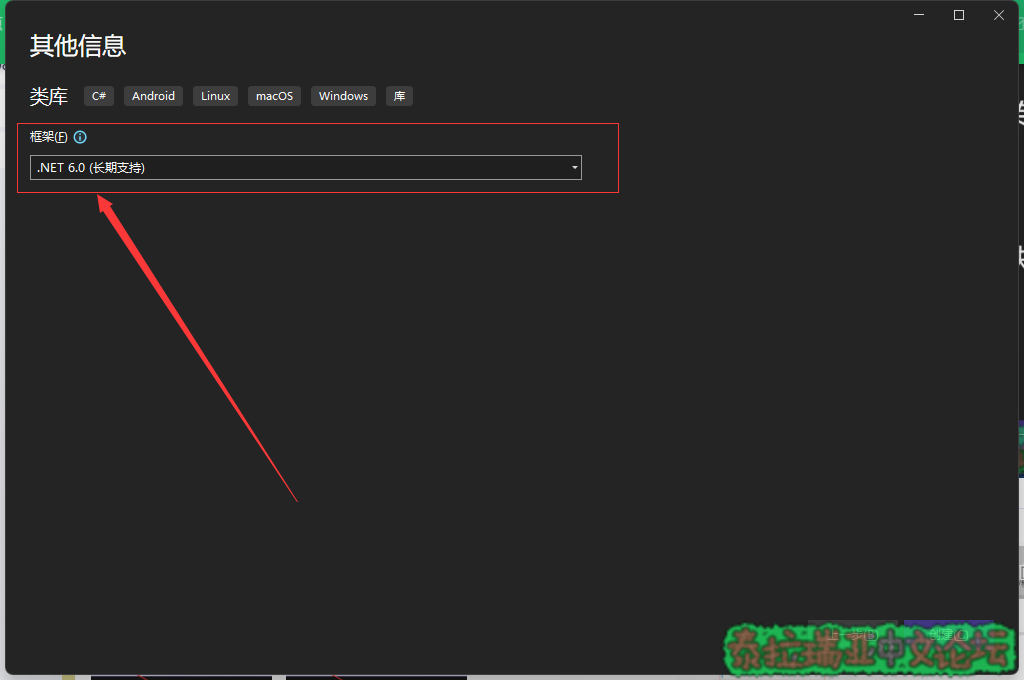 其他信息
类库 C# Android Linux macOS Windows 库
框架(F)
.NET 6.0 (长期支持)
上一步(B) 创建(C)
泰拉瑞亚中文论坛